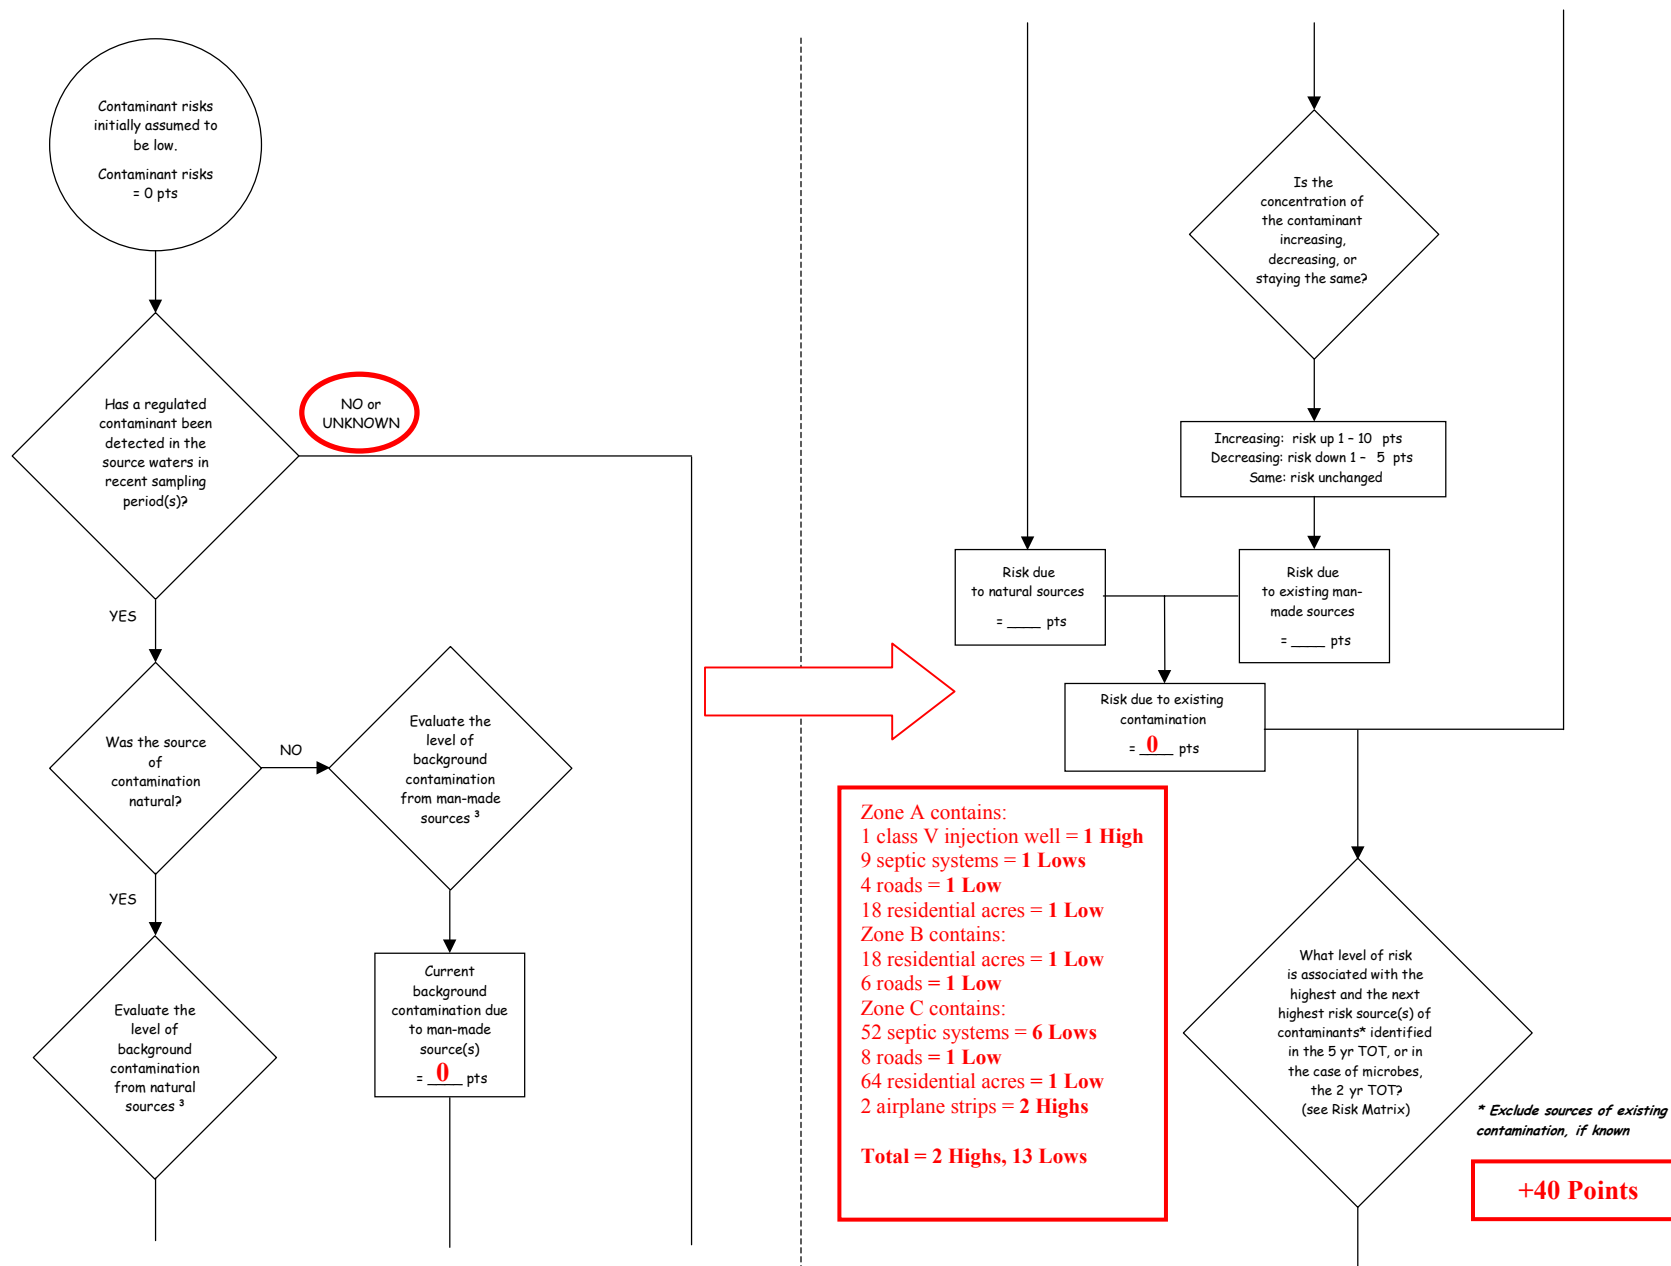 Contaminant risks
initially assumed to
be low.
Contaminant risks
= 0 pts
Has a regulated
contaminant been
detected in the
source waters in
recent sampling
period(s)?
NO or
UNKNOWN
YES
Was the source
of
contamination
natural?
NO
Evaluate the
level of
background
contamination
from man-made
sources ³
YES
Evaluate the
level of
background
contamination
from natural
sources ³
Current
background
contamination due
to man-made
source(s)
= __0__ pts
Is the
concentration of
the contaminant
increasing,
decreasing, or
staying the same?
Increasing: risk up 1 – 10 pts
Decreasing: risk down 1 – 5 pts
Same: risk unchanged
Risk due
to natural sources
= ____ pts
Risk due
to existing man-
made sources
= ____ pts
Risk due to existing
contamination
= __0__ pts
Zone A contains:
1 class V injection well = 1 High
9 septic systems = 1 Lows
4 roads = 1 Low
18 residential acres = 1 Low
Zone B contains:
18 residential acres = 1 Low
6 roads = 1 Low
Zone C contains:
52 septic systems = 6 Lows
8 roads = 1 Low
64 residential acres = 1 Low
2 airplane strips = 2 Highs
Total = 2 Highs, 13 Lows
What level of risk
is associated with the
highest and the next
highest risk source(s) of
contaminants* identified
in the 5 yr TOT, or in
the case of microbes,
the 2 yr TOT?
(see Risk Matrix)
* Exclude sources of existing
contamination, if known
+40 Points